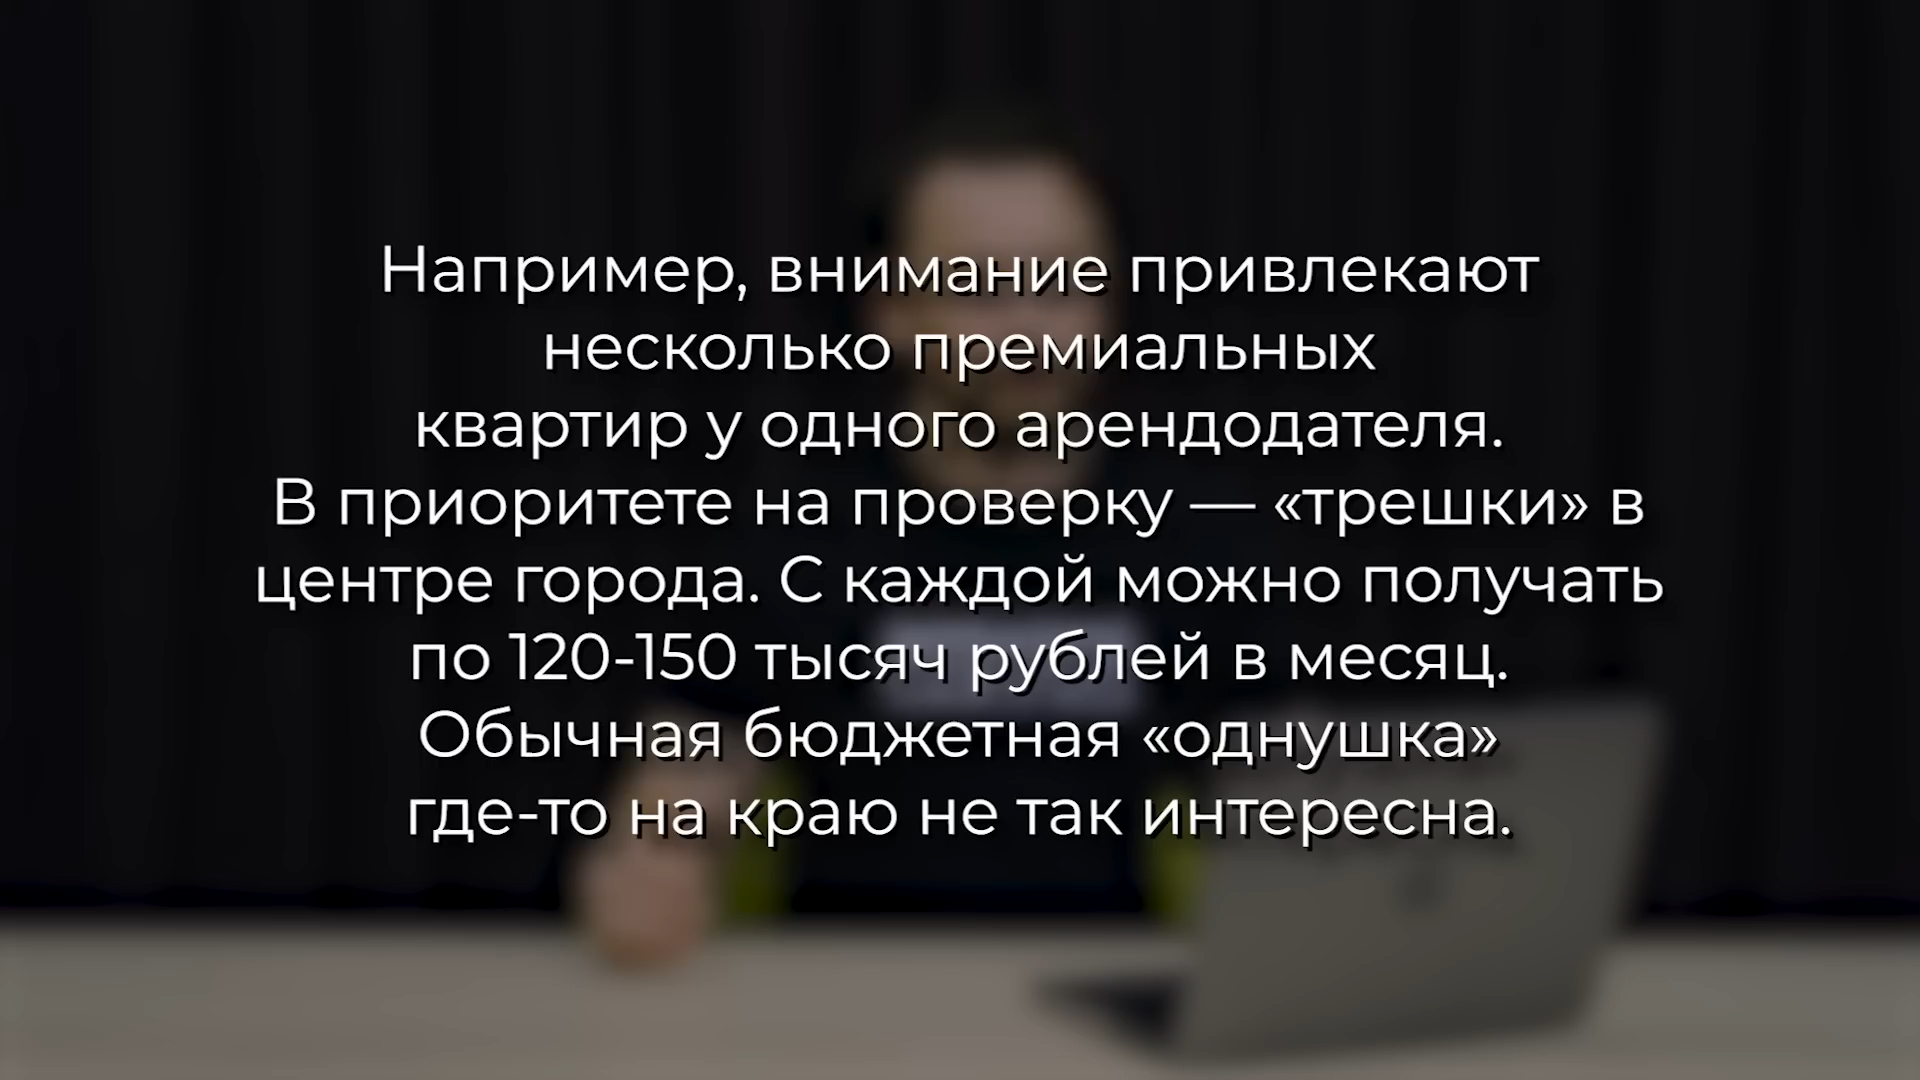 Например, внимание привлекают
несколько премиальных
квартир у одного арендодателя.
В приоритете на проверку — «трешки» в
центре города. С каждой можно получать
по 120-150 тысяч рублей в месяц.
Обычная бюджетная «однушка»
где-то на краю не так интересна.